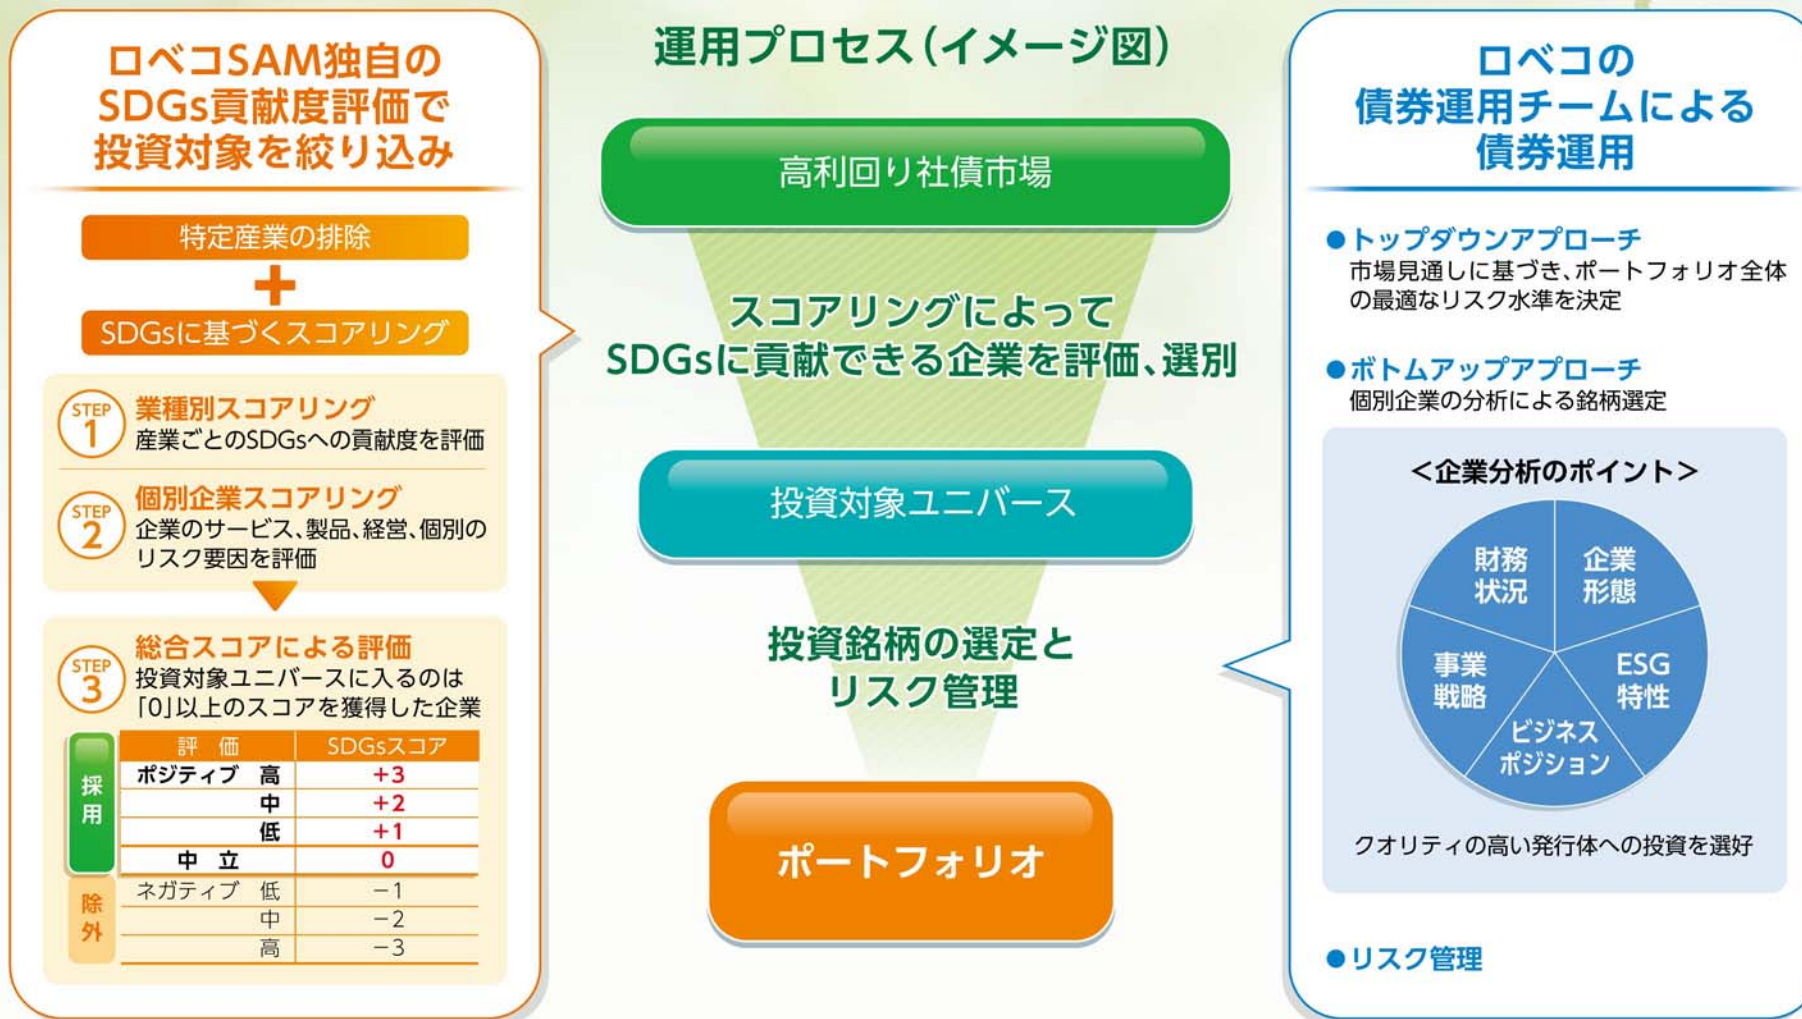 ロベコSAM独自の
SDGs貢献度評価で
投資対象を絞り込み
特定産業の排除
+
SDGsに基づくスコアリング
STEP
1
業種別スコアリング
産業ごとのSDGsへの貢献度を評価
STEP
2
個別企業スコアリング
企業のサービス、製品、経営、個別の
リスク要因を評価
STEP
3
総合スコアによる評価
投資対象ユニバースに入るのは
「0」以上のスコアを獲得した企業
評 価 SDGsスコア
採用
ポジティブ 高 +3
中 +2
低 +1
中 立 0
除外
ネガティブ 低 -1
中 -2
高 -3
運用プロセス(イメージ図)
高利回り社債市場
スコアリングによって
SDGsに貢献できる企業を評価、選別
投資対象ユニバース
投資銘柄の選定と
リスク管理
ポートフォリオ
ロベコの
債券運用チームによる
債券運用
●トップダウンアプローチ
市場見通しに基づき、ポートフォリオ全体
の最適なリスク水準を決定
●ボトムアップアプローチ
個別企業の分析による銘柄選定
<企業分析のポイント>
財務
状況
企業
形態
事業
戦略
ESG
特性
ビジネス
ポジション
クオリティの高い発行体への投資を選好
●リスク管理